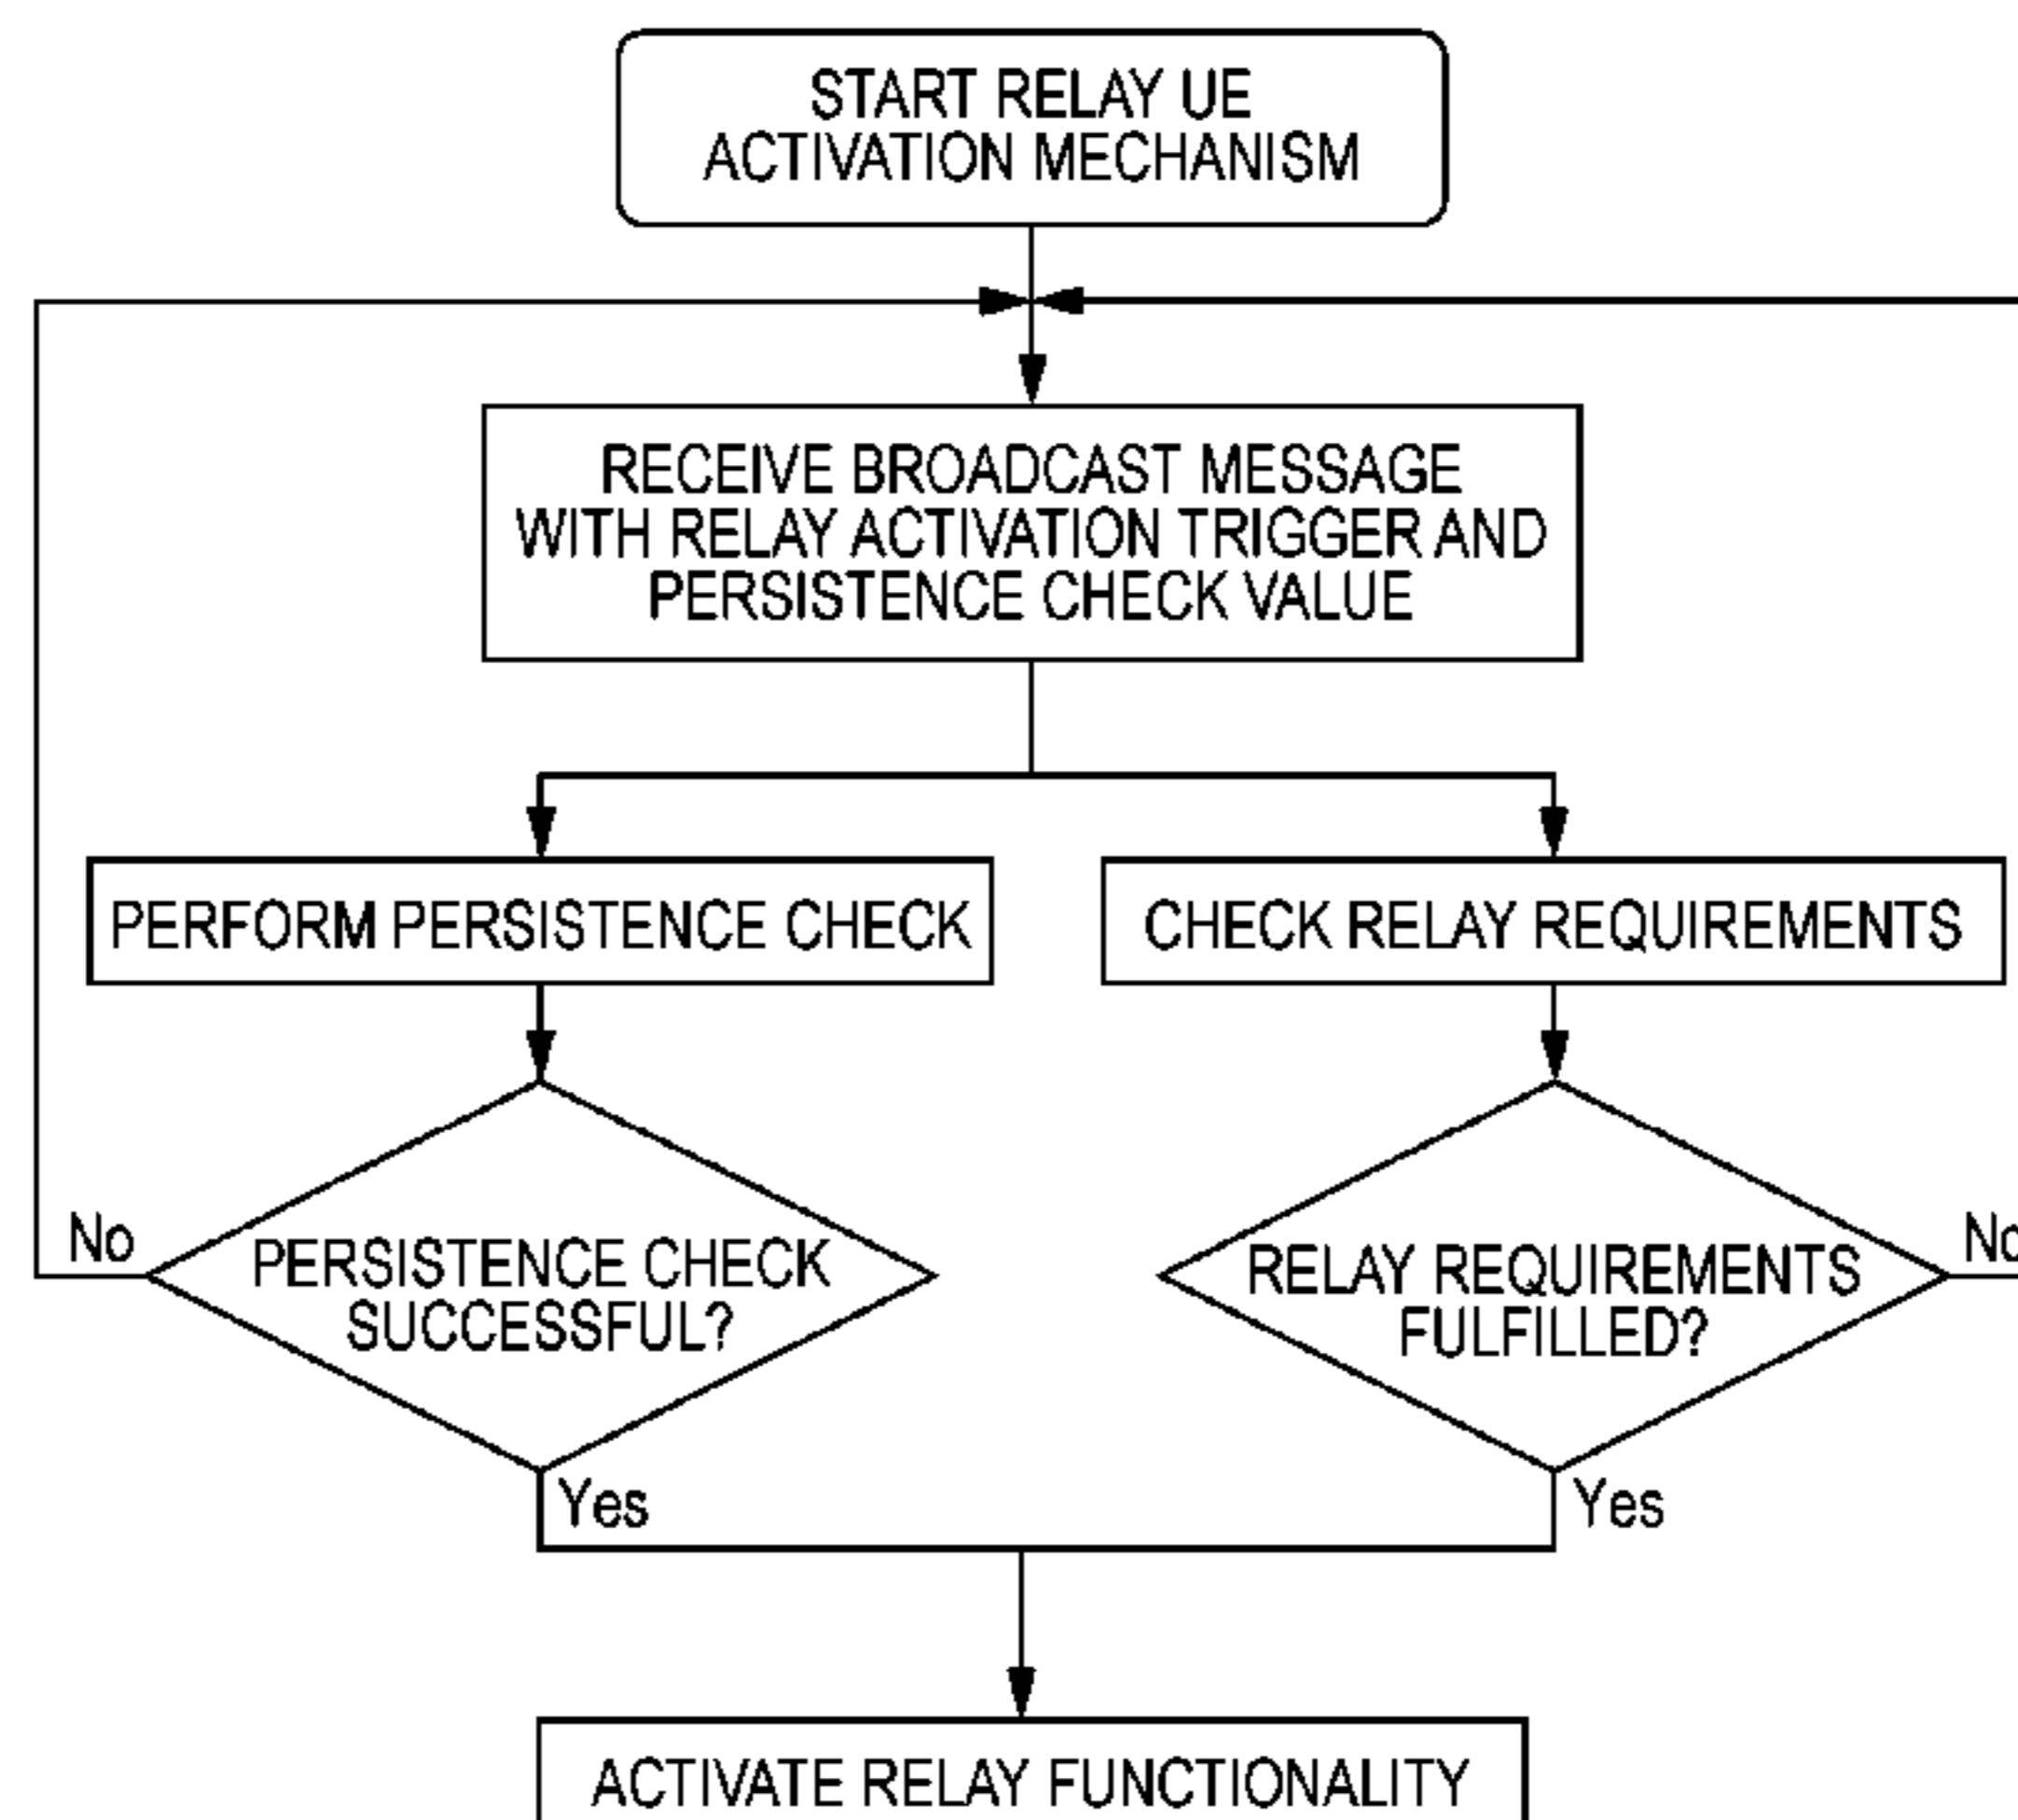 START RELAY UE
ACTIVATION MECHANISM
RECEIVE BROADCAST MESSAGE
WITH RELAY ACTIVATION TRIGGER AND
PERSISTENCE CHECK VALUE
PERFORM PERSISTENCE CHECK
CHECK RELAY REQUIREMENTS
No
PERSISTENCE CHECK
SUCCESSFUL?
RELAY REQUIREMENTS
FULFILLED?
No
Yes
Yes
ACTIVATE RELAY FUNCTIONALITY